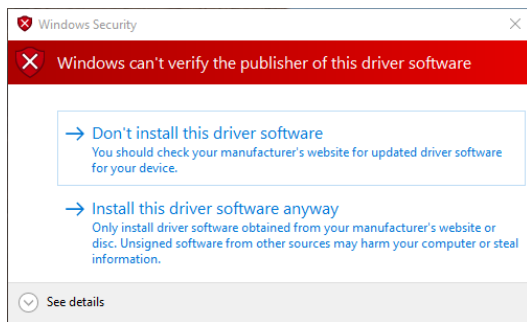 Windows Security
Windows can't verify the publisher of this driver software
Don't install this driver software
You should check your manufacturer's website for updated driver software
for your device.
Install this driver software anyway
Only install driver software obtained from your manufacturer's website or
disc. Unsigned software from other sources may harm your computer or steal
information.
See details